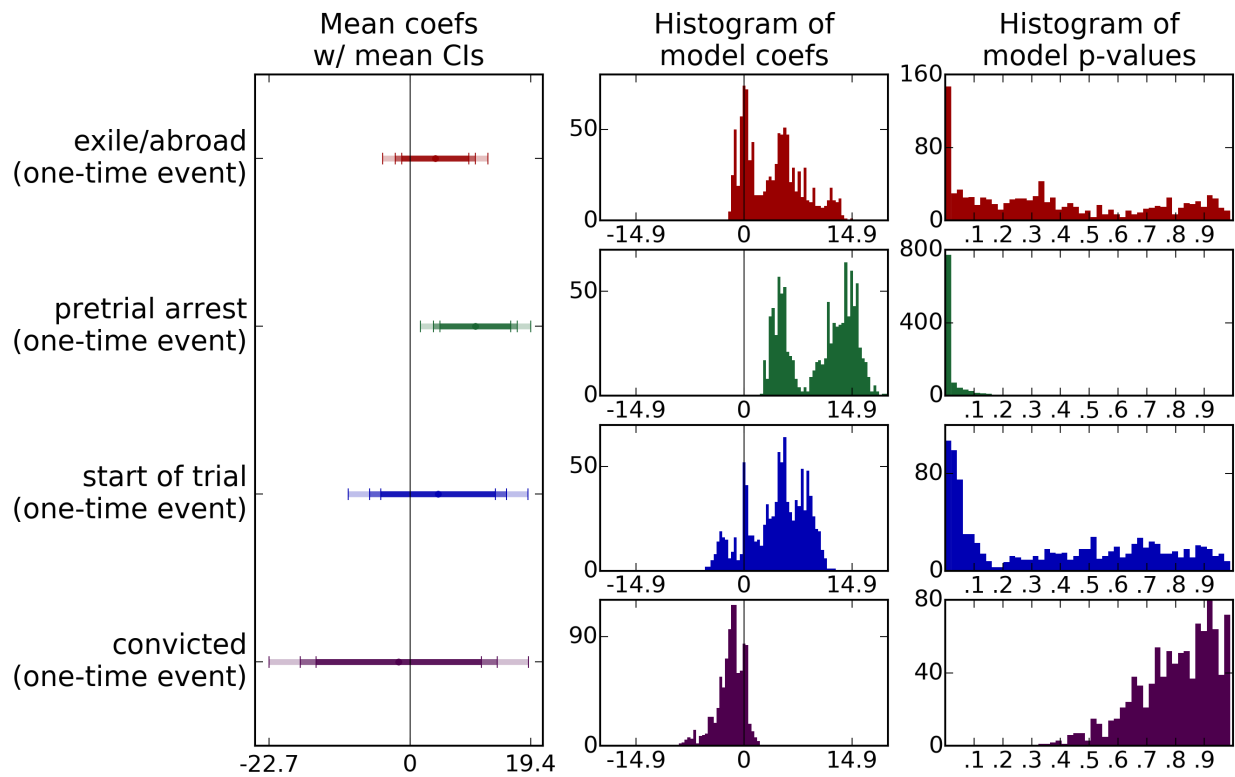 Mean coefs
w/ mean CIs
Histogram of
model coefs
Histogram of
model p-values
exile/abroad
(one-time event)
50
0
-14.9 0 14.9
160
80
0
.1 .2 .3 .4 .5 .6 .7 .8 .9
pretrial arrest
(one-time event)
50
0
-14.9 0 14.9
800
400
0
.1 .2 .3 .4 .5 .6 .7 .8 .9
start of trial
(one-time event)
50
0
-14.9 0 14.9
80
0
.1 .2 .3 .4 .5 .6 .7 .8 .9
convicted
(one-time event)
-22.7 0 19.4
90
0
-14.9 0 14.9
80
40
0
.1 .2 .3 .4 .5 .6 .7 .8 .9